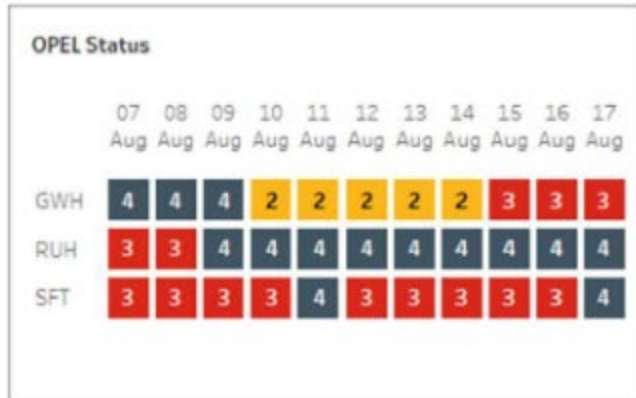 OPEL Status
07 08 09 10 11 12 13 14 15 16 17
Aug Aug Aug Aug Aug Aug Aug Aug Aug Aug Aug
GWH 4 4 4 2 2 2 2 2 3 3 3
RUH 3 3 4 4 4 4 4 4 4 4 4
SFT 3 3 3 3 4 3 3 3 3 3 4